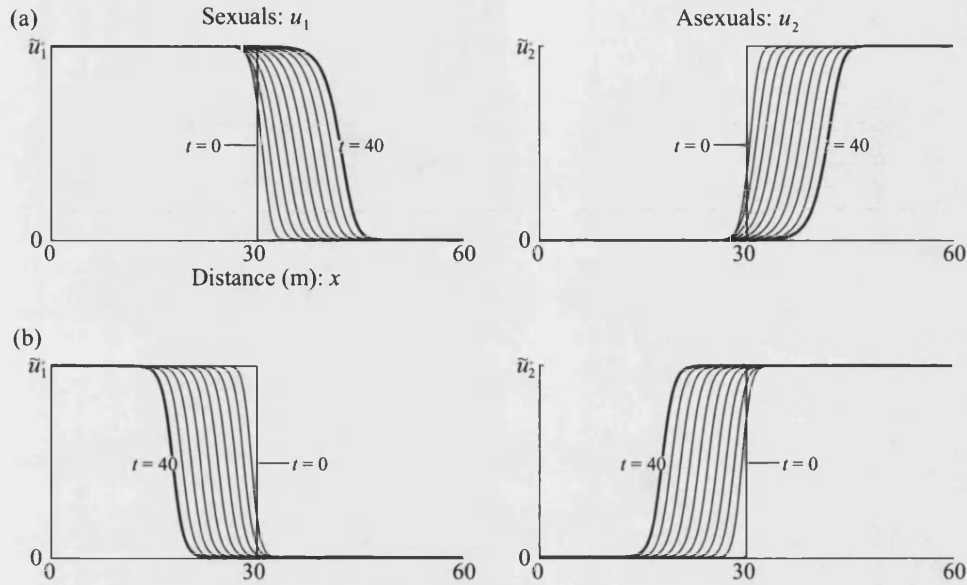 (a)
Sexuals: u₁
Asexuals: u₂
ũ₁
t = 0
t = 40
0
0
30
60
Distance (m): x
ũ₂
t = 0
t = 40
0
0
30
60
(b)
ũ₁
t = 40
t = 0
0
0
30
60
ũ₂
t = 40
t = 0
0
0
30
60